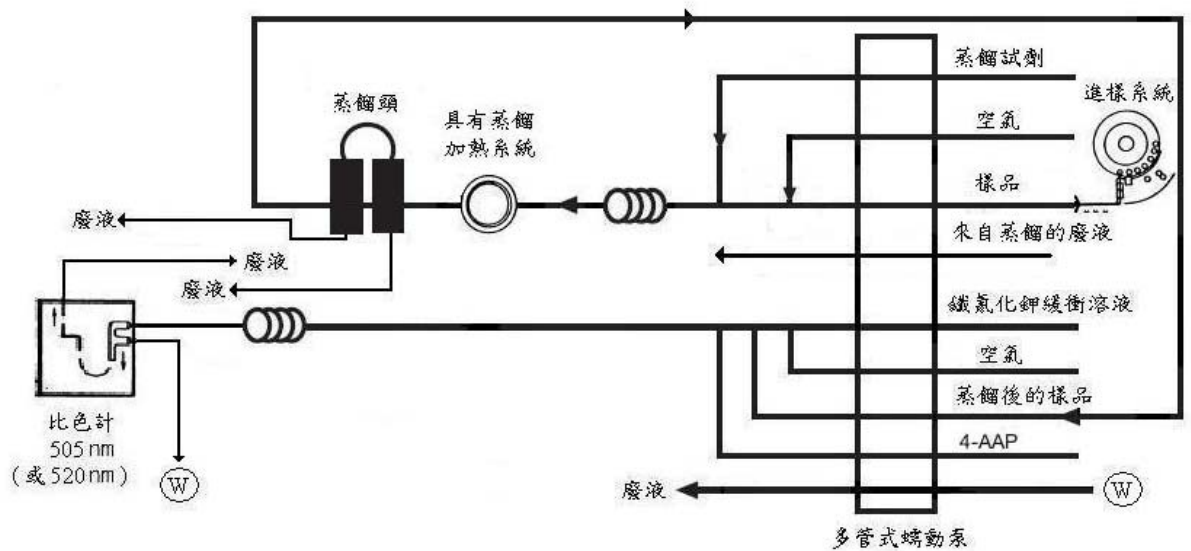 蒸餾試劑
進樣系統
蒸餾頭
具有蒸餾
加熱系統
空氣
樣品
廢液
來自蒸餾的廢液
廢液
廢液
鐵氰化鉀緩衝溶液
空氣
蒸餾後的樣品
比色計
505 nm
(或520 nm)
4-AAP
W
廢液
W
多管式蠕動泵